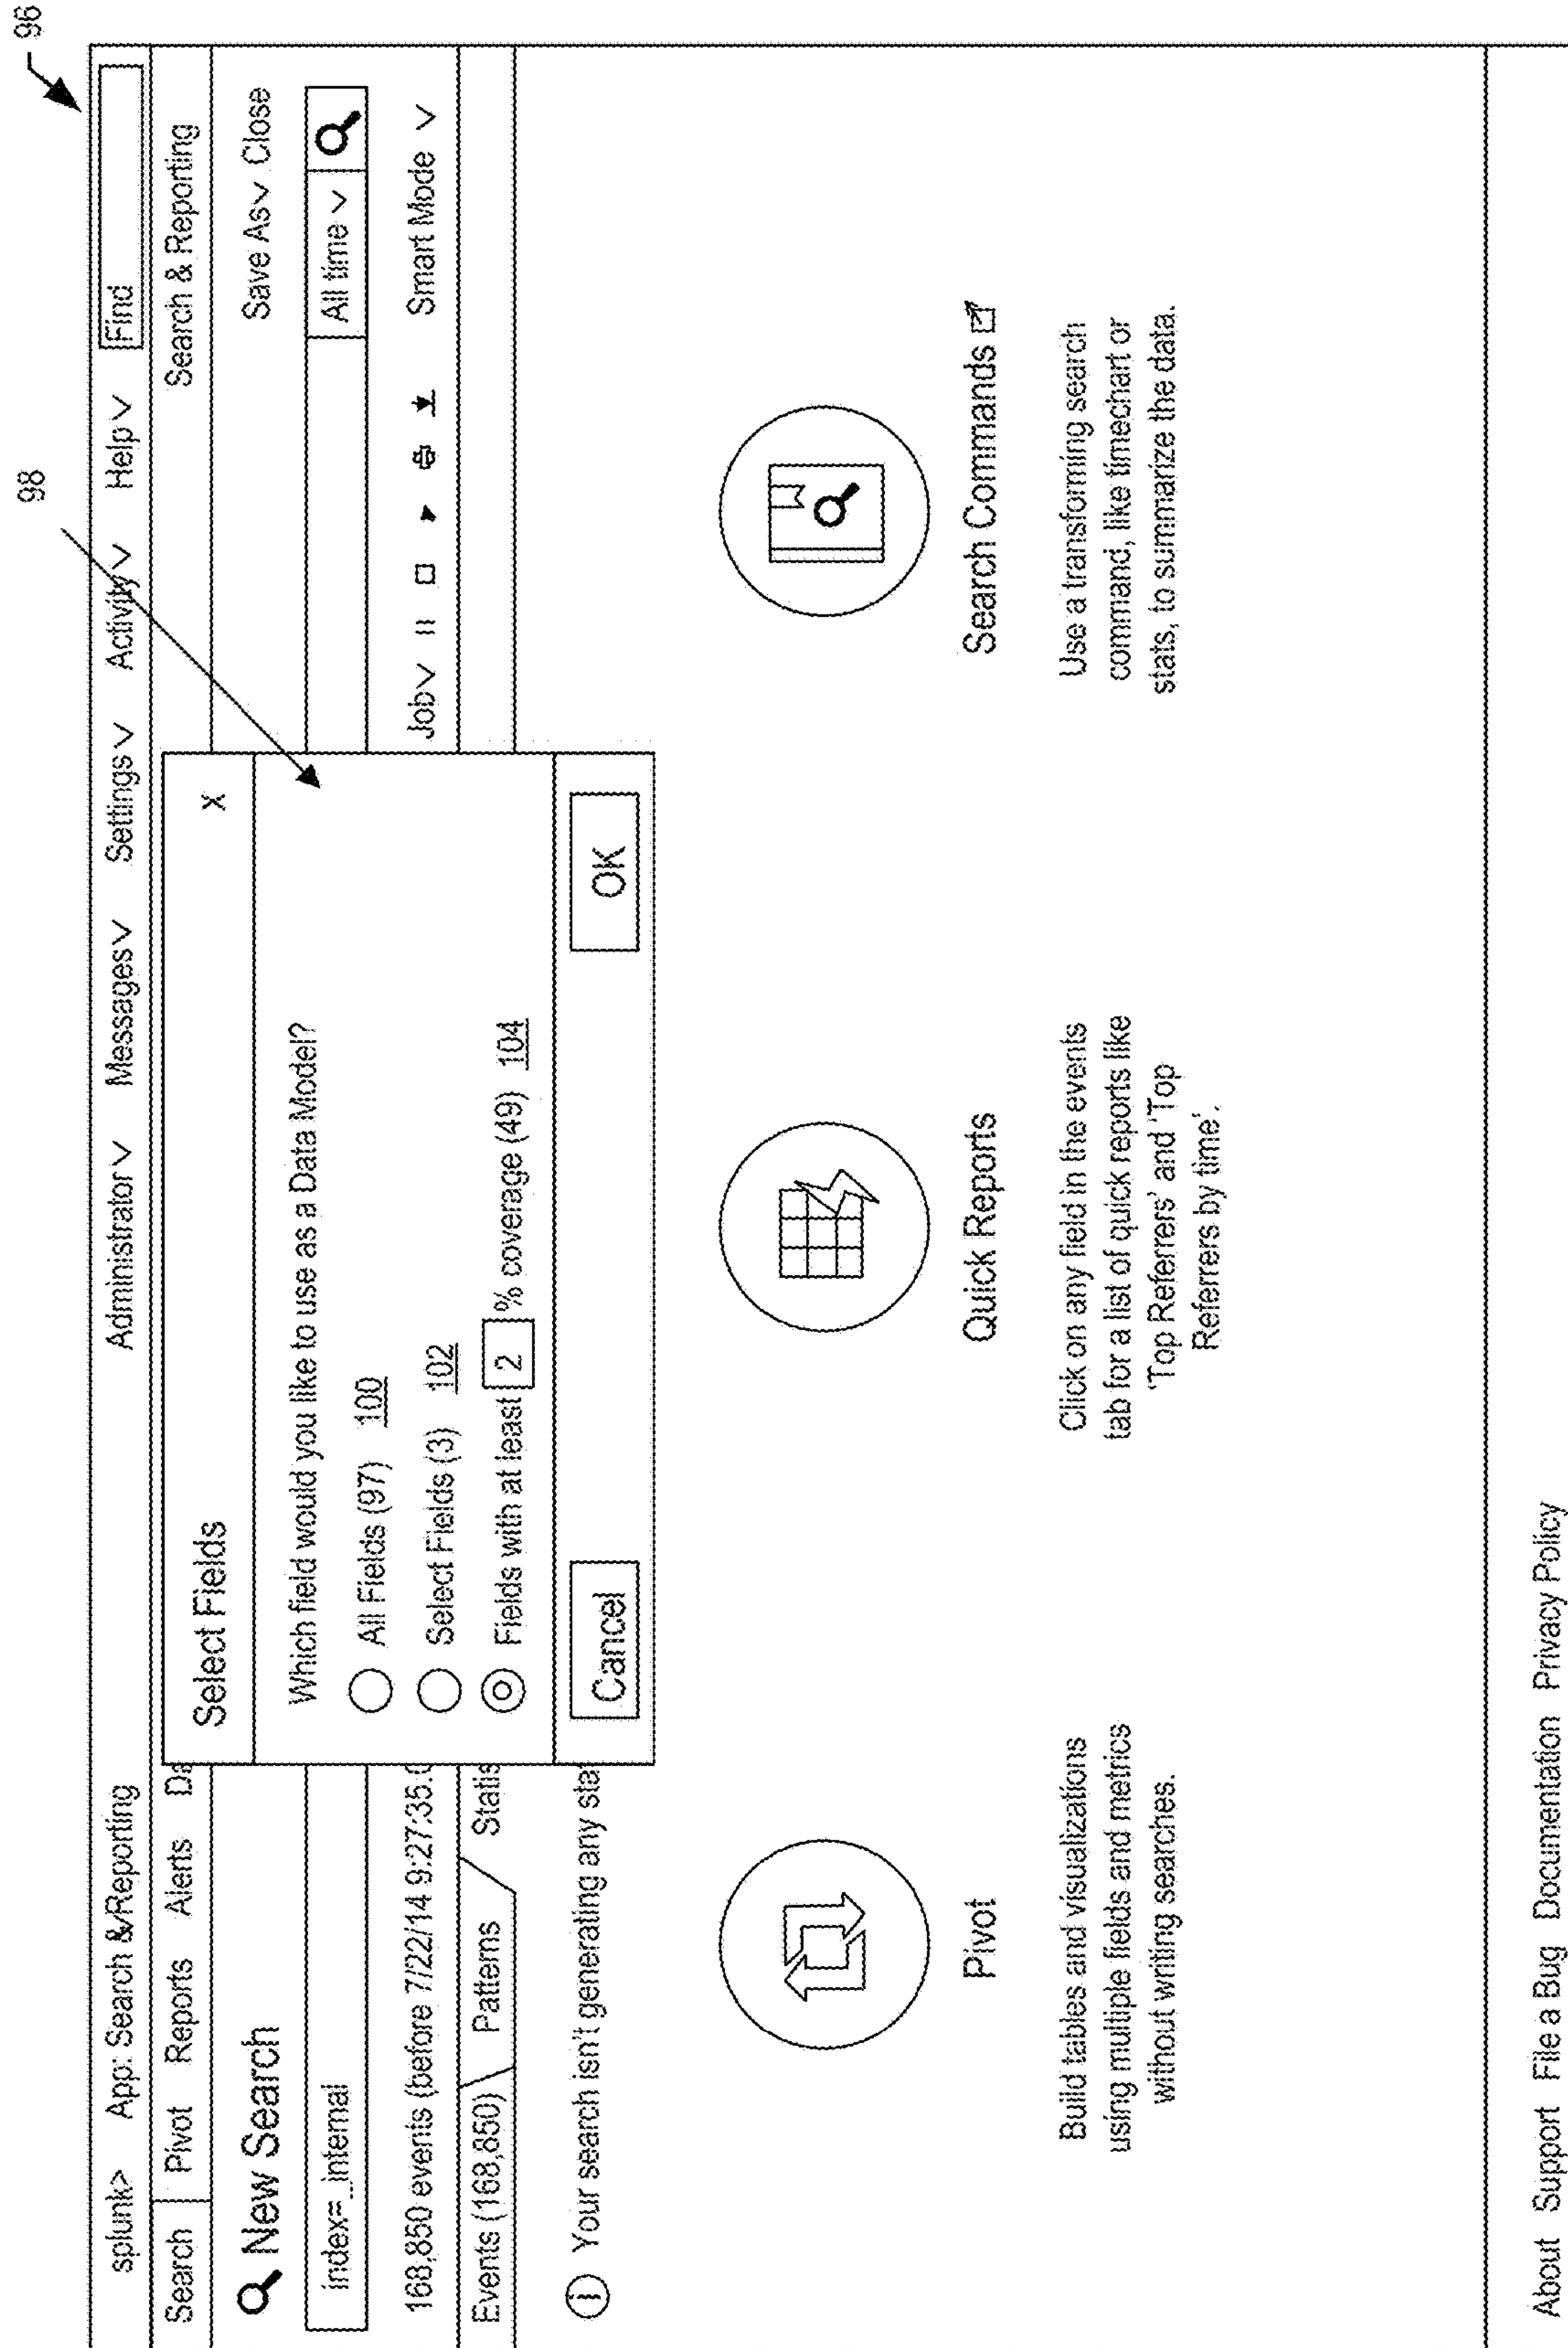 96
98
splunk> App: Search &Reporting Administrator Messages Settings Activity Help Find
Search Pivot Reports Alerts Da Search & Reporting
New Search Save As Close
index=_internal All time
168,850 events (before 7/22/14 9:27:35.0 Job Smart Mode
Events (168,850) Patterns Statis
Your search isn't generating any sta
Select Fields X
Which field would you like to use as a Data Model?
All Fields (97) 100
Select Fields (3) 102
Fields with at least 2 % coverage (49) 104
Cancel OK
Pivot
Build tables and visualizations
using multiple fields and metrics
without writing searches.
Quick Reports
Click on any field in the events
tab for a list of quick reports like
'Top Referrers' and 'Top
Referrers by time'.
Search Commands
Use a transforming search
command, like timechart or
stats, to summarize the data.
About Support File a Bug Documentation Privacy Policy